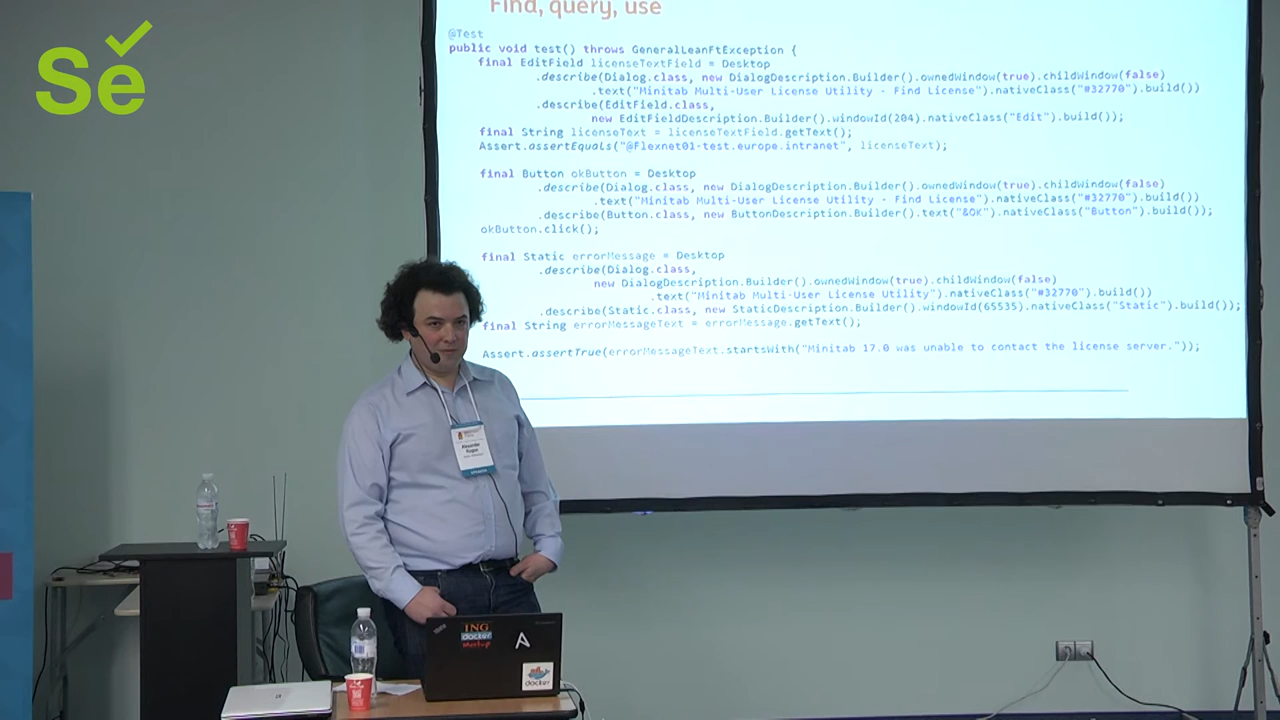 Se
Find, query, use
@Test
public void test() throws GeneralLeanFtException {
final EditField licenseTextField = Desktop
.describe(Dialog.class, new DialogDescription.Builder().ownedWindow(true).childWindow(false)
.text("Minitab Multi-User License Utility - Find License").nativeClass("#32770").build())
.describe(EditField.class,
new EditFieldDescription.Builder().windowId(204).nativeClass("Edit").build());
final String licenseText = licenseTextField.getText();
Assert.assertEquals("@Flexnet01-test.europe.intranet", licenseText);
final Button okButton = Desktop
.describe(Dialog.class, new DialogDescription.Builder().ownedWindow(true).childWindow(false)
.text("Minitab Multi-User License Utility - Find License").nativeClass("#32770").build())
.describe(Button.class, new ButtonDescription.Builder().text("&OK").nativeClass("Button").build());
okButton.click();
final Static errorMessage = Desktop
.describe(Dialog.class,
new DialogDescription.Builder().ownedWindow(true).childWindow(false)
.text("Minitab Multi-User License Utility").nativeClass("#32770").build())
.describe(Static.class, new StaticDescription.Builder().windowId(65535).nativeClass("Static").build());
final String errorMessageText = errorMessage.getText();
Assert.assertTrue(errorMessageText.startsWith("Minitab 17.0 was unable to contact the license server."));
Alexander
ING
docker
meetup
docker